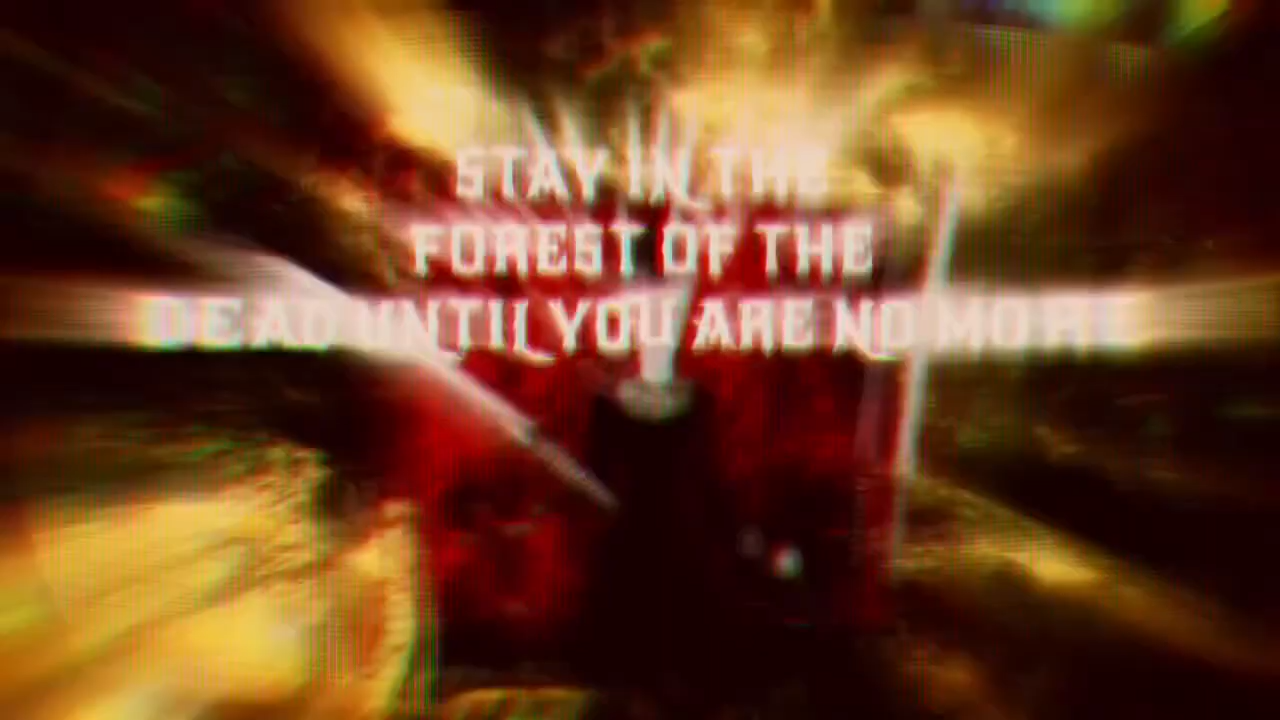 STAY IN THE
FOREST OF THE
DEAD UNTIL YOU ARE NO MORE